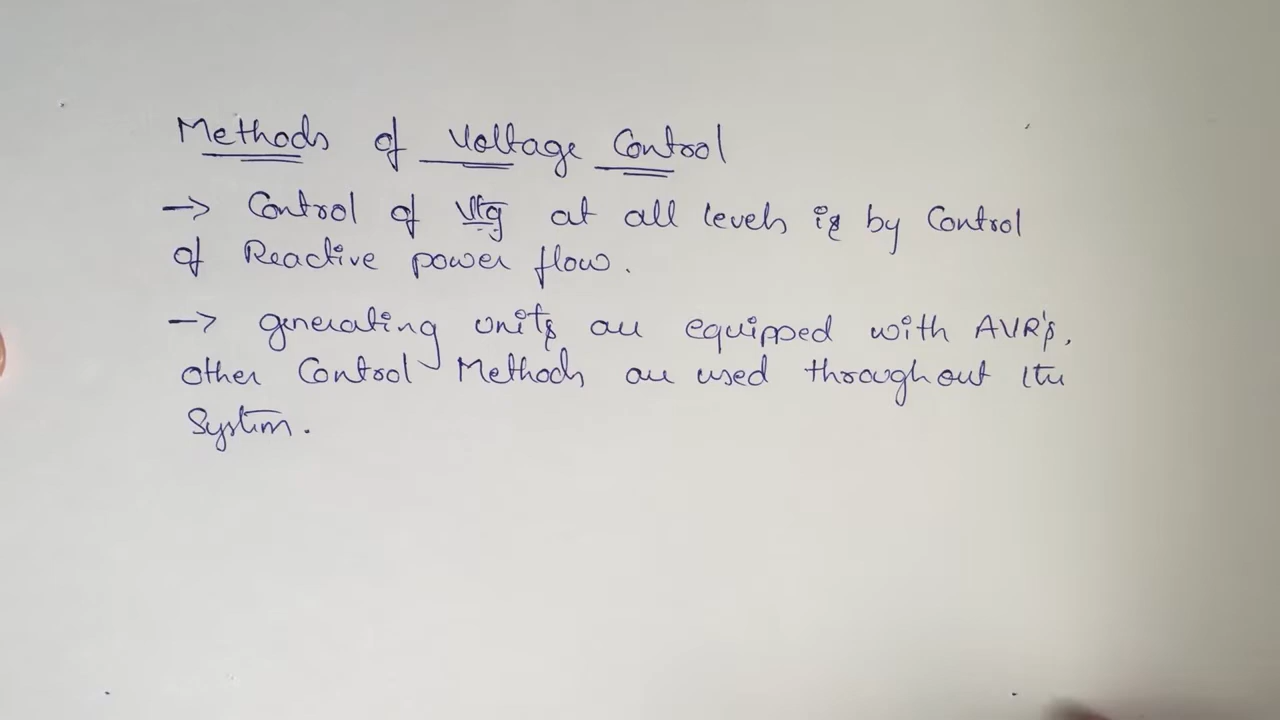 Methods of Voltage Control
→ Control of Vtg at all levels is by Control
of Reactive power flow.
→ generating units are equipped with AVR's,
other Control Methods are used throughout the
System.